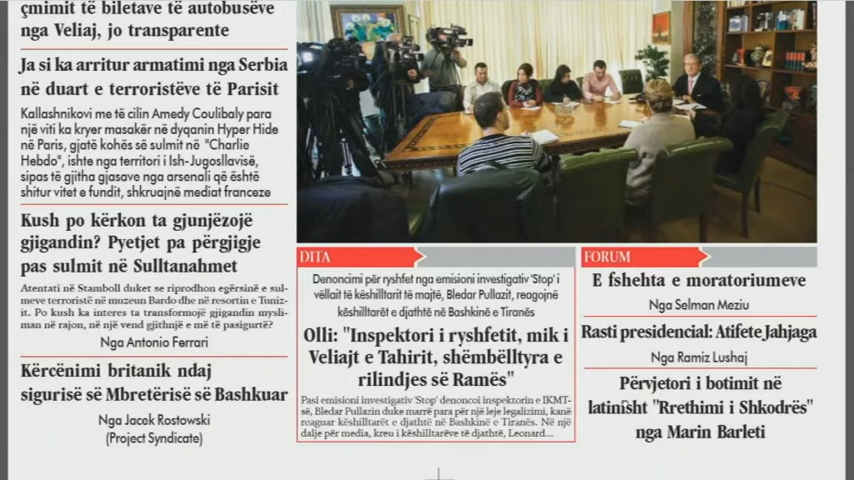 çmimit të biletave të autobusëve
nga Veliaj, jo transparente
Ja si ka arritur armatimi nga Serbia
në duart e terroristëve të Parisit
Kallashnikovi me të cilin Amedy Coulibaly para
një viti ka kryer masakër në dyqanin Hyper Hide
në Paris, gjatë kohës së sulmit në "Charlie
Hebdo", ishte nga territori i Ish-Jugosllavisë,
sipas të gjitha gjasave nga arsenali që është
shitur vitet e fundit, shkruajnë mediat franceze
Kush po kërkon ta gjunjëzojë
gjigandin? Pyetjet pa përgjigje
pas sulmit në Sulltanahmet
Atentati në Stamboll duket se riprodhon egërsinë e sul-
meve terroristë në muzeun Bardo dhe në resortin e Tuniz-
it. Po kush ka interes ta transformojë gjigandin mysli-
man në rajon, në një vend gjithnjë e më të pasigurtë?
Nga Antonio Ferrari
Kërcënimi britanik ndaj
sigurisë së Mbretërisë së Bashkuar
Nga Jacek Rostowski
(Project Syndicate)
DITA
Denoncimi për ryshfet nga emisioni investigativ 'Stop' i
vëllait të këshilltarit të majtë, Bledar Pullazit, reagojnë
këshilltarët e djathtë në Bashkinë e Tiranës
Olli: "Inspektori i ryshfetit, mik i
Veliajt e Tahirit, shëmbëlltyra e
rilindjes së Ramës"
Pasi emisioni investigativ 'Stop' denoncoi inspektorin e IKMT-
së, Bledar Pullazin duke marrë para për një leje legalizimi, kanë
reaguar këshilltarët e djathtë në Bashkinë e Tiranës. Në një
dalje për media, kreu i këshilltarëve të djathtë, Leonard...
FORUM
E fshehta e moratoriumeve
Nga Selman Meziu
Rasti presidencial: Atifete Jahjaga
Nga Ramiz Lushaj
Përvjetori i botimit në
latinisht "Rrethimi i Shkodrës"
nga Marin Barleti